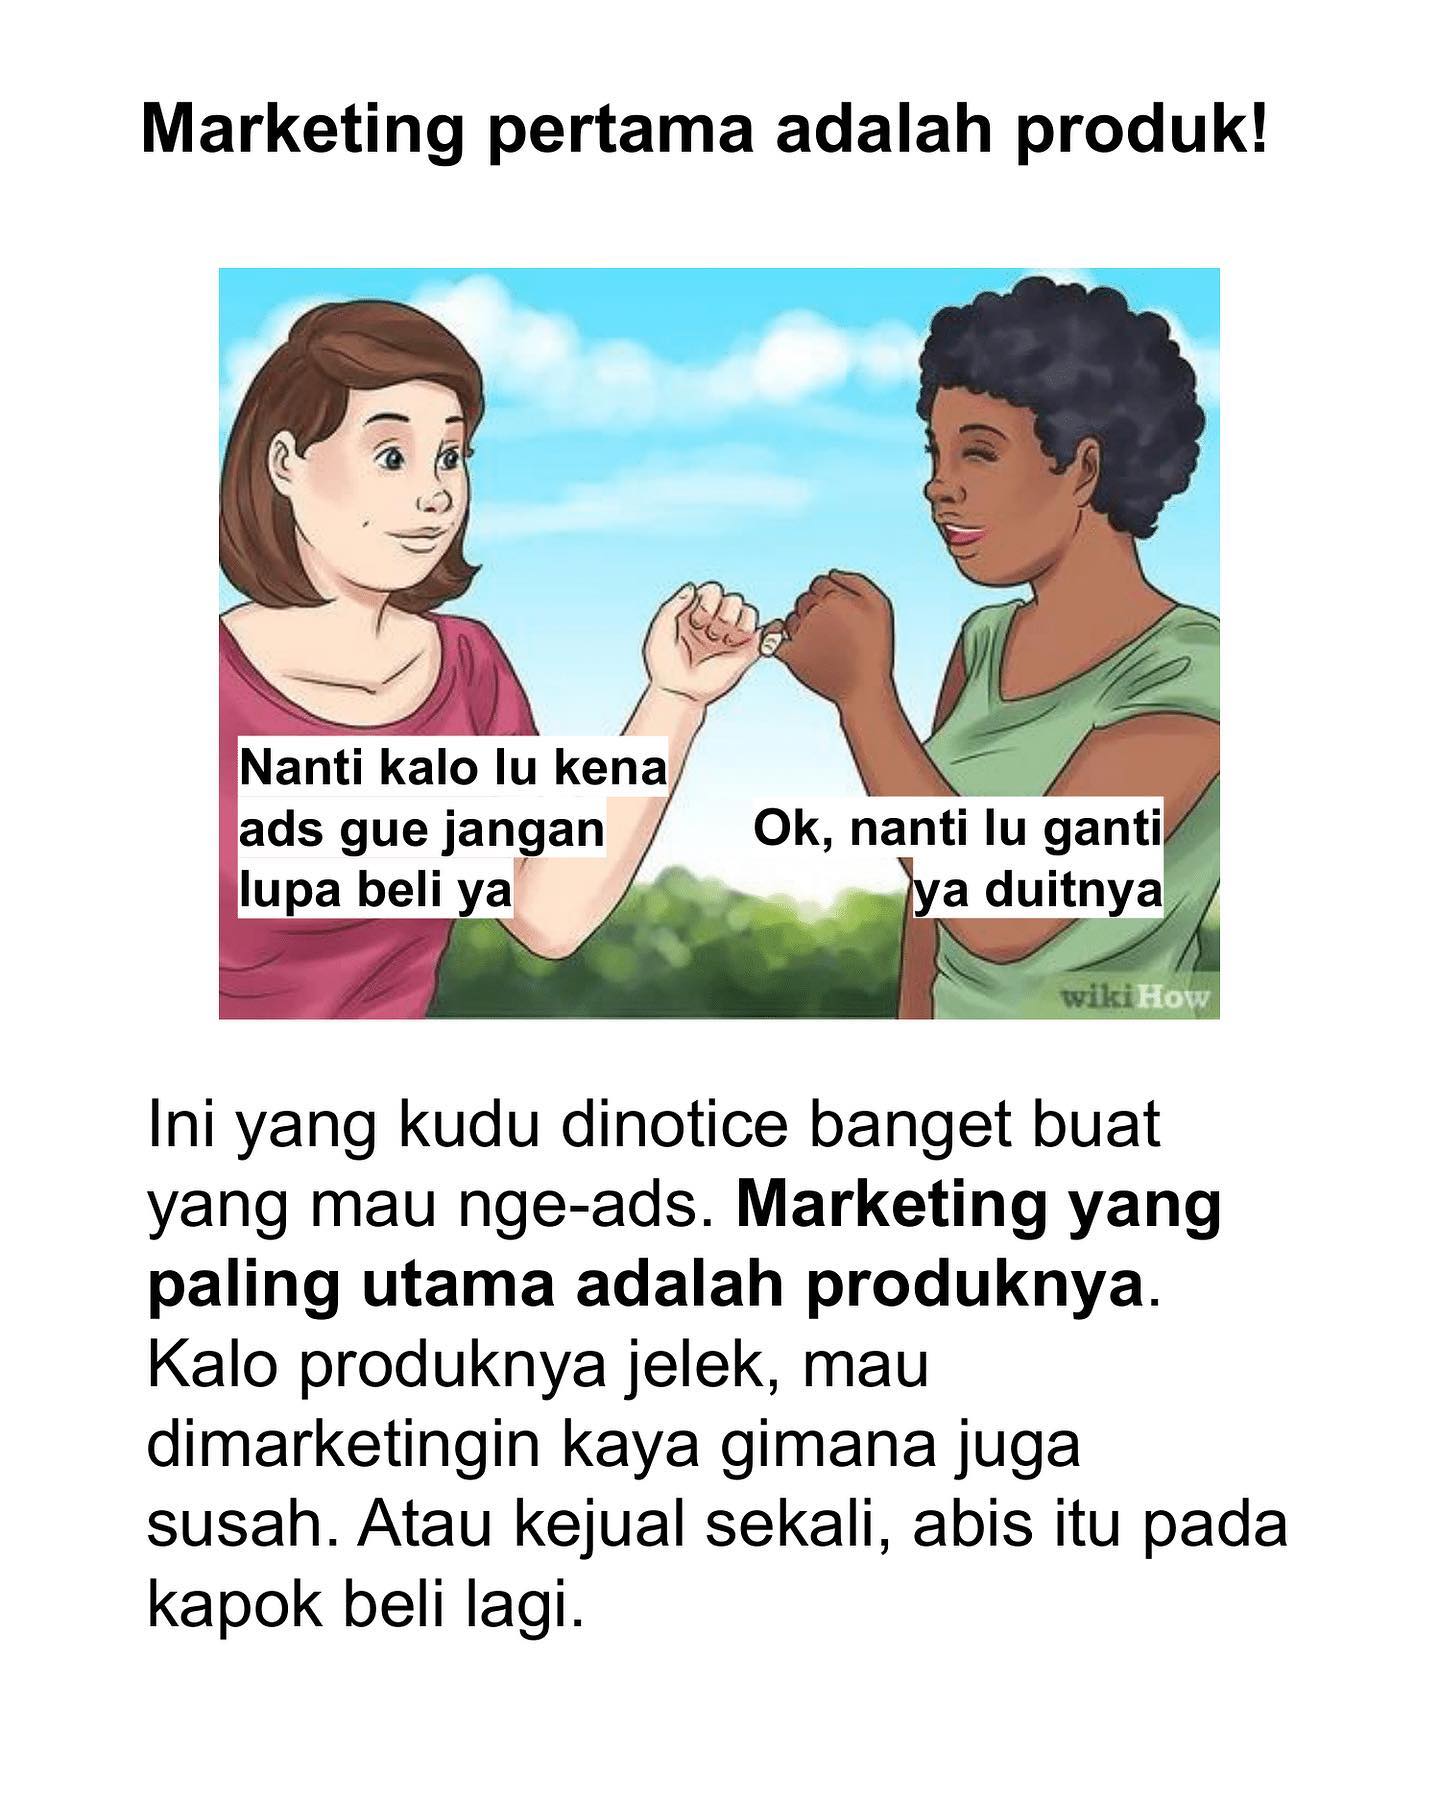 Marketing pertama adalah produk!
Nanti kalo lu kena
ads gue jangan
lupa beli ya
Ok, nanti lu ganti
ya duitnya
wikiHow
Ini yang kudu dinotice banget buat
yang mau nge-ads. Marketing yang
paling utama adalah produknya.
Kalo produknya jelek, mau
dimarketingin kaya gimana juga
susah. Atau kejual sekali, abis itu pada
kapok beli lagi.